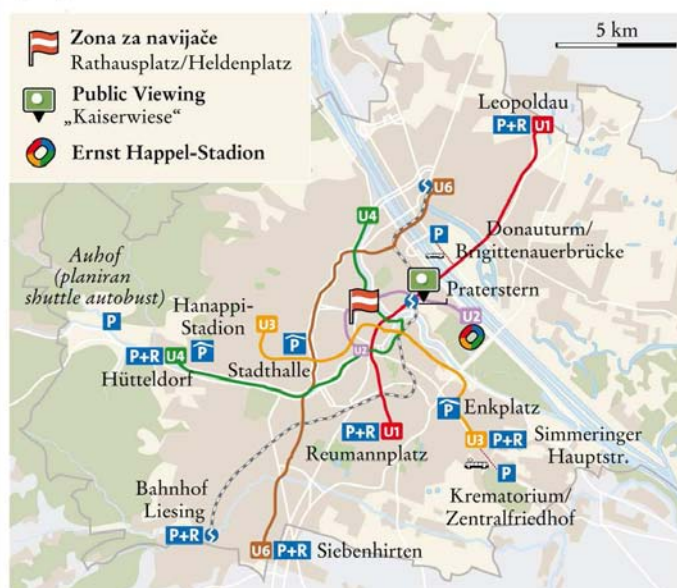 Zona za navijače
Rathausplatz/Heldenplatz
Public Viewing
„Kaiserwiese“
Ernst Happel-Stadion
5 km
Leopoldau
P+R U1
U6
U4
P
Donauturm/
Brigittenauerbrücke
Auhof
(planiran
shuttle autobust)
P
Hanappi-
Stadion
U3
P
Stadthalle
Praterstern
U2
U2
P+R U4 P
Hütteldorf
P Enkplatz
P+R U1
Reumannplatz
U3 P+R Simmeringer
Hauptstr.
P
Krematorium/
Zentralfriedhof
Bahnhof
Liesing
P+R S
U6 P+R Siebenhirten